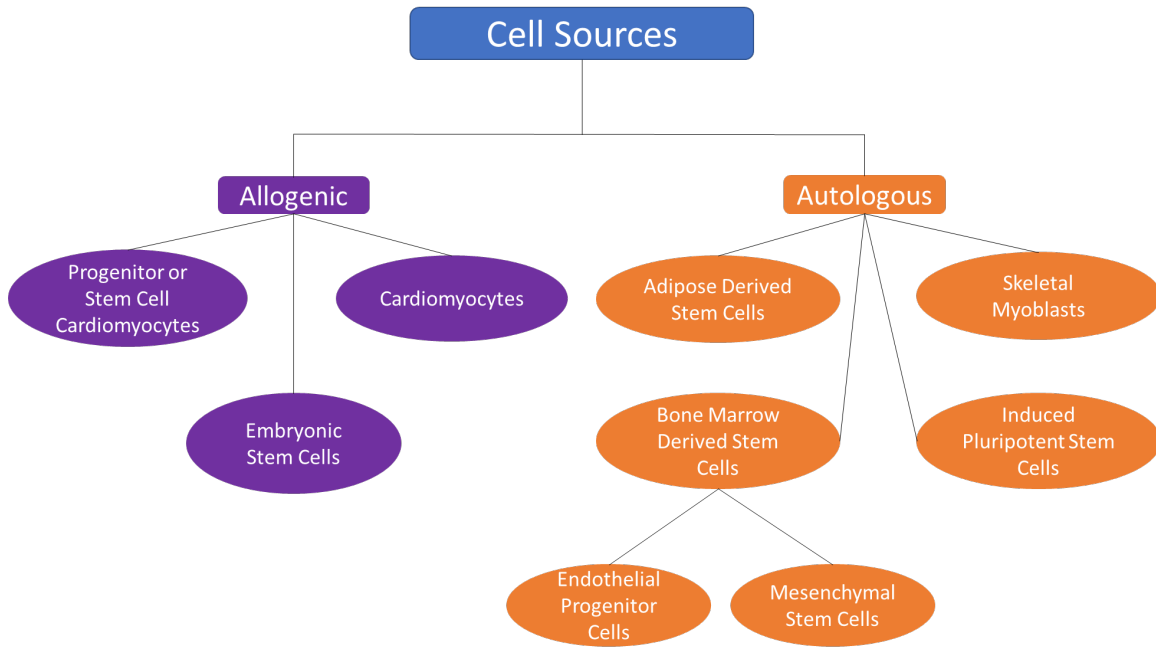 Cell Sources
Allogenic
Autologous
Progenitor or
Stem Cell
Cardiomyocytes
Cardiomyocytes
Adipose Derived
Stem Cells
Skeletal
Myoblasts
Embryonic
Stem Cells
Bone Marrow
Derived Stem
Cells
Induced
Pluripotent Stem
Cells
Endothelial
Progenitor
Cells
Mesenchymal
Stem Cells